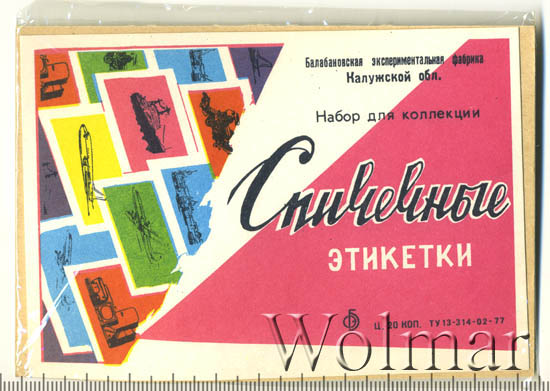 Балабановская экспериментальная фабрика
Калужской обл.
Набор для коллекции
Спичечные
ЭТИКЕТКИ
Ц. 20 КОП. ТУ 13-314-02-77
Wolmar